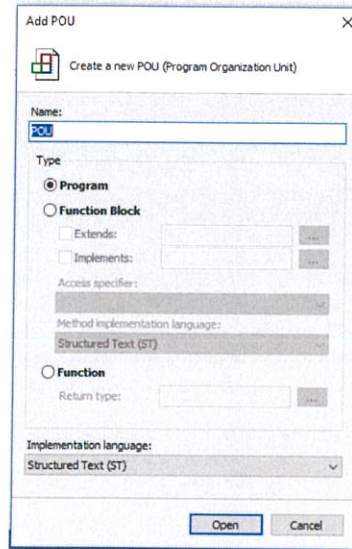 Add POU
Create a new POU (Program Organization Unit)
Name:
POU
Type
Program
Function Block
Extends:
...
Implements:
...
Access specifier:
Method implementation language:
Structured Text (ST)
Function
Return type:
...
Implementation language:
Structured Text (ST)
Open
Cancel